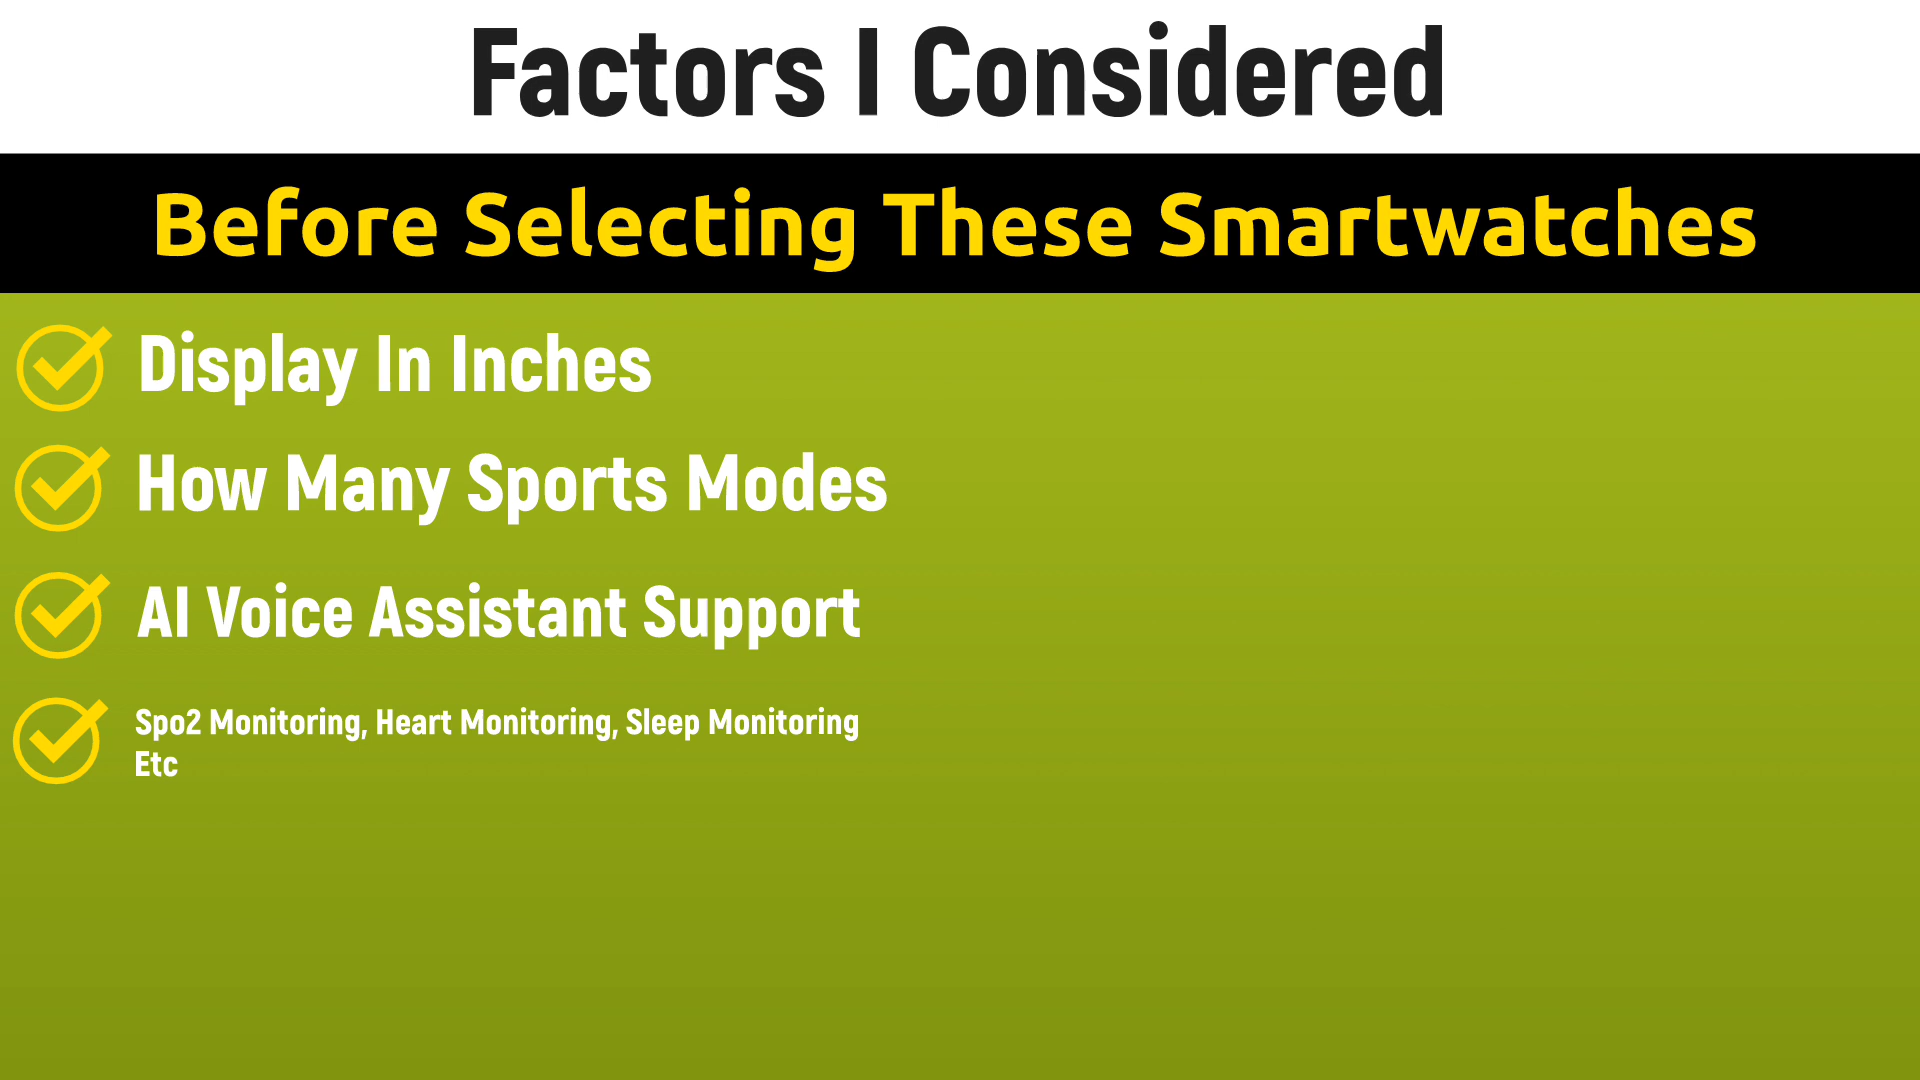 Factors I Considered
Before Selecting These Smartwatches
Display In Inches
How Many Sports Modes
AI Voice Assistant Support
Spo2 Monitoring, Heart Monitoring, Sleep Monitoring
Etc